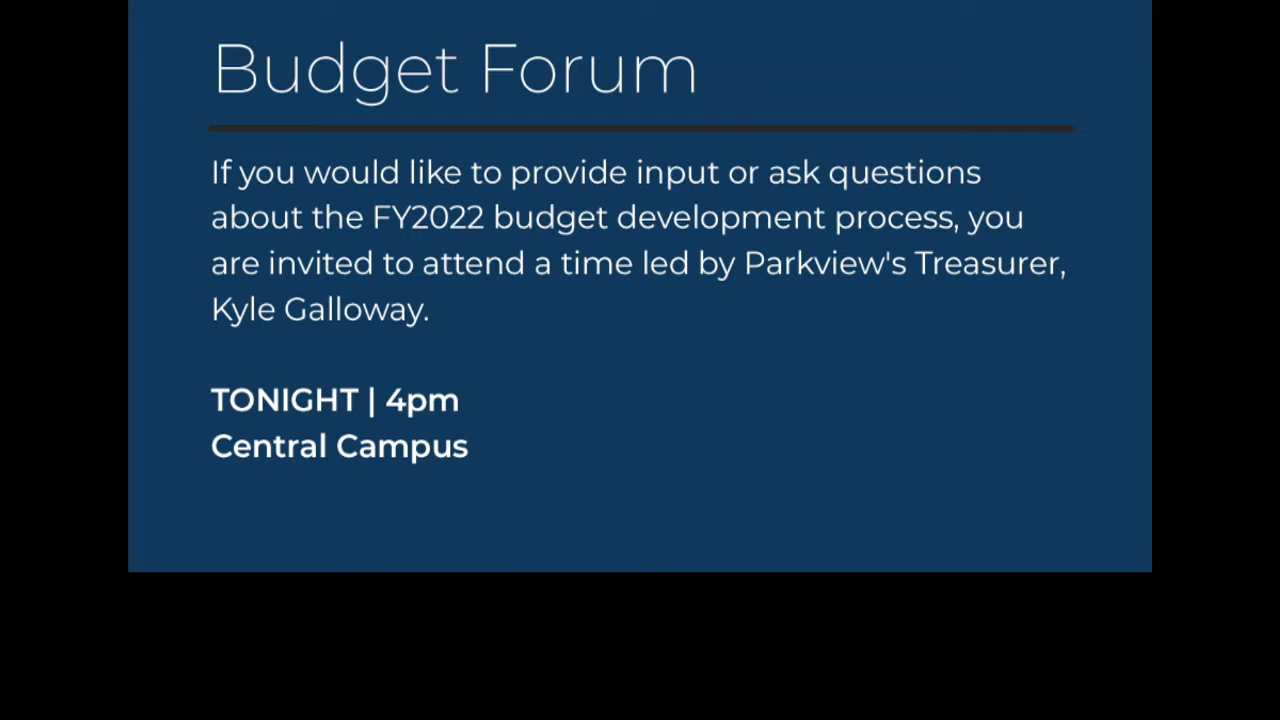 Budget Forum
If you would like to provide input or ask questions
about the FY2022 budget development process, you
are invited to attend a time led by Parkview's Treasurer,
Kyle Galloway.
TONIGHT | 4pm
Central Campus